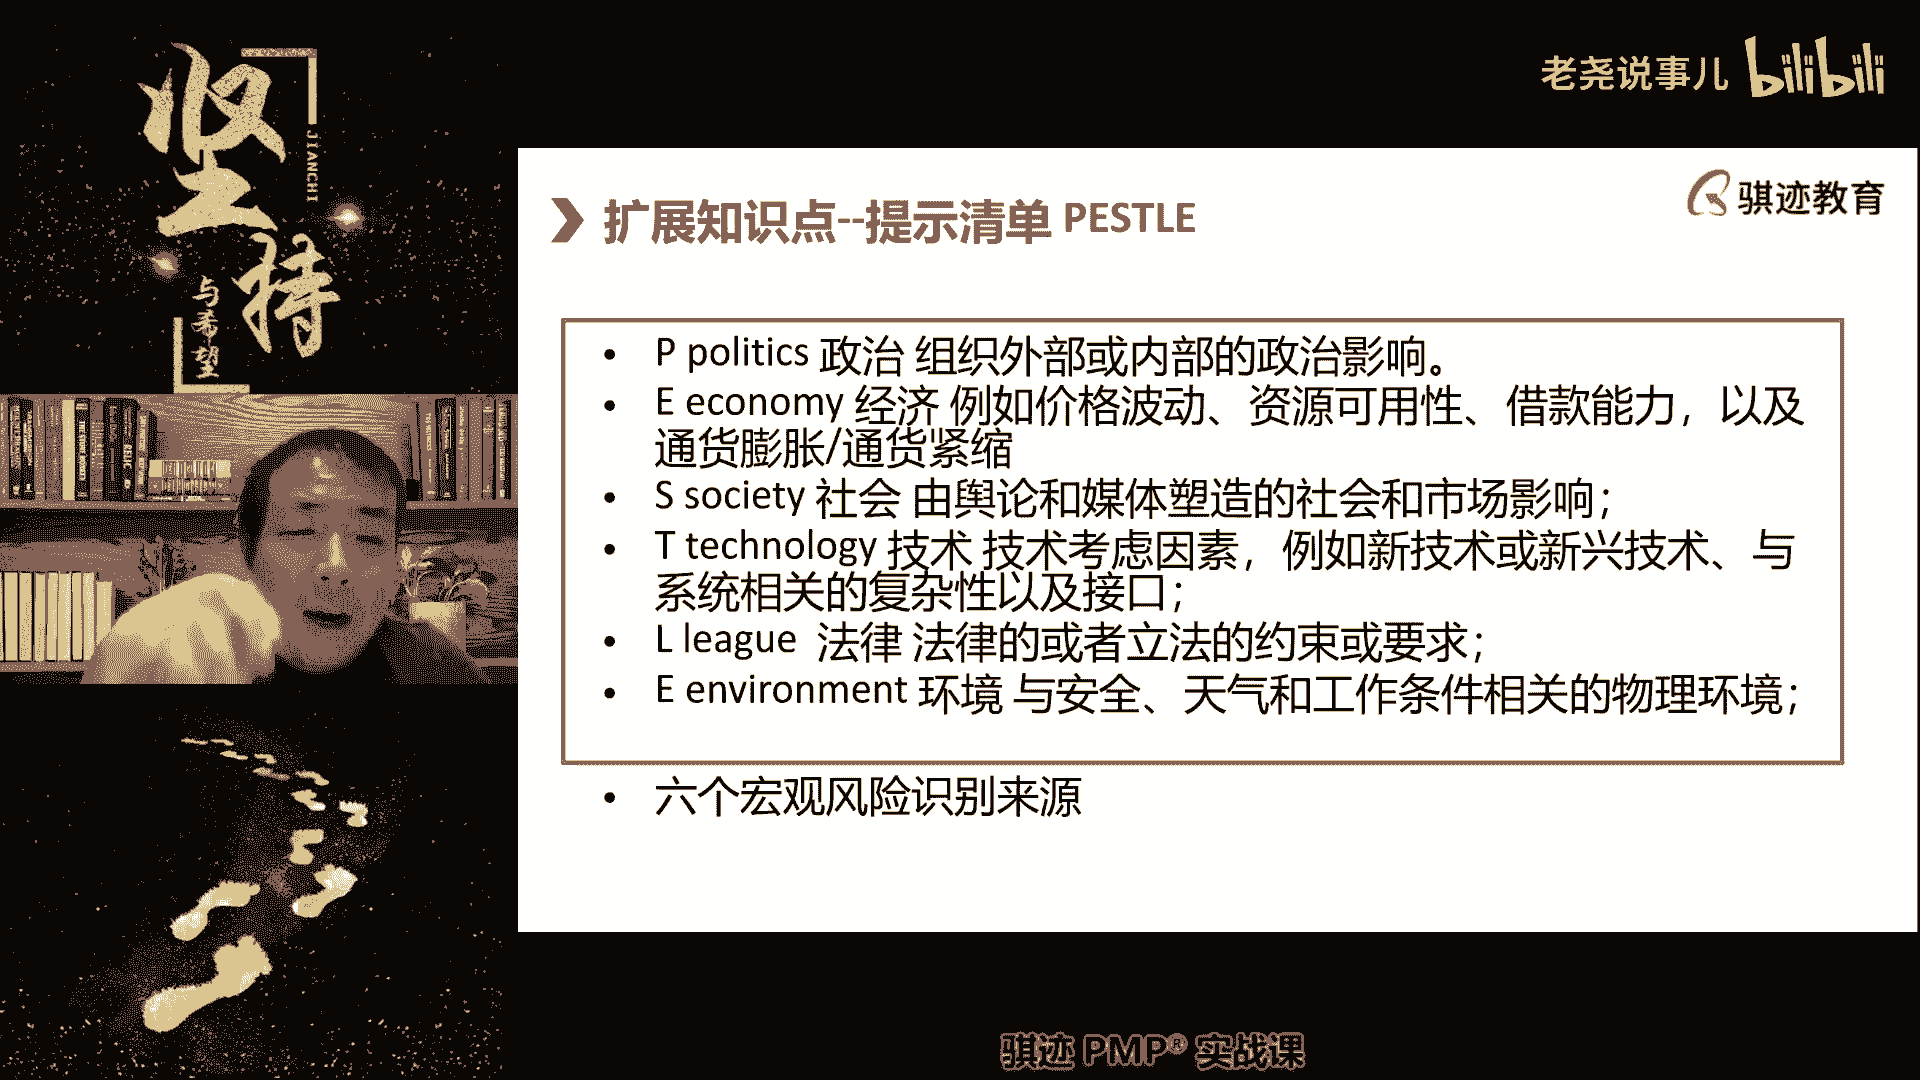 坚持
JIANCHI
与希望
老尧说事儿 bilibili
骐迹教育
扩展知识点--提示清单 PESTLE
• P politics 政治 组织外部或内部的政治影响。
• E economy 经济 例如价格波动、资源可用性、借款能力，以及
通货膨胀/通货紧缩
• S society 社会 由舆论和媒体塑造的社会和市场影响；
• T technology 技术 技术考虑因素，例如新技术或新兴技术、与
系统相关的复杂性以及接口；
• L league 法律 法律的或者立法的约束或要求；
• E environment 环境 与安全、天气和工作条件相关的物理环境；
• 六个宏观风险识别来源
骐迹 PMP® 实战课